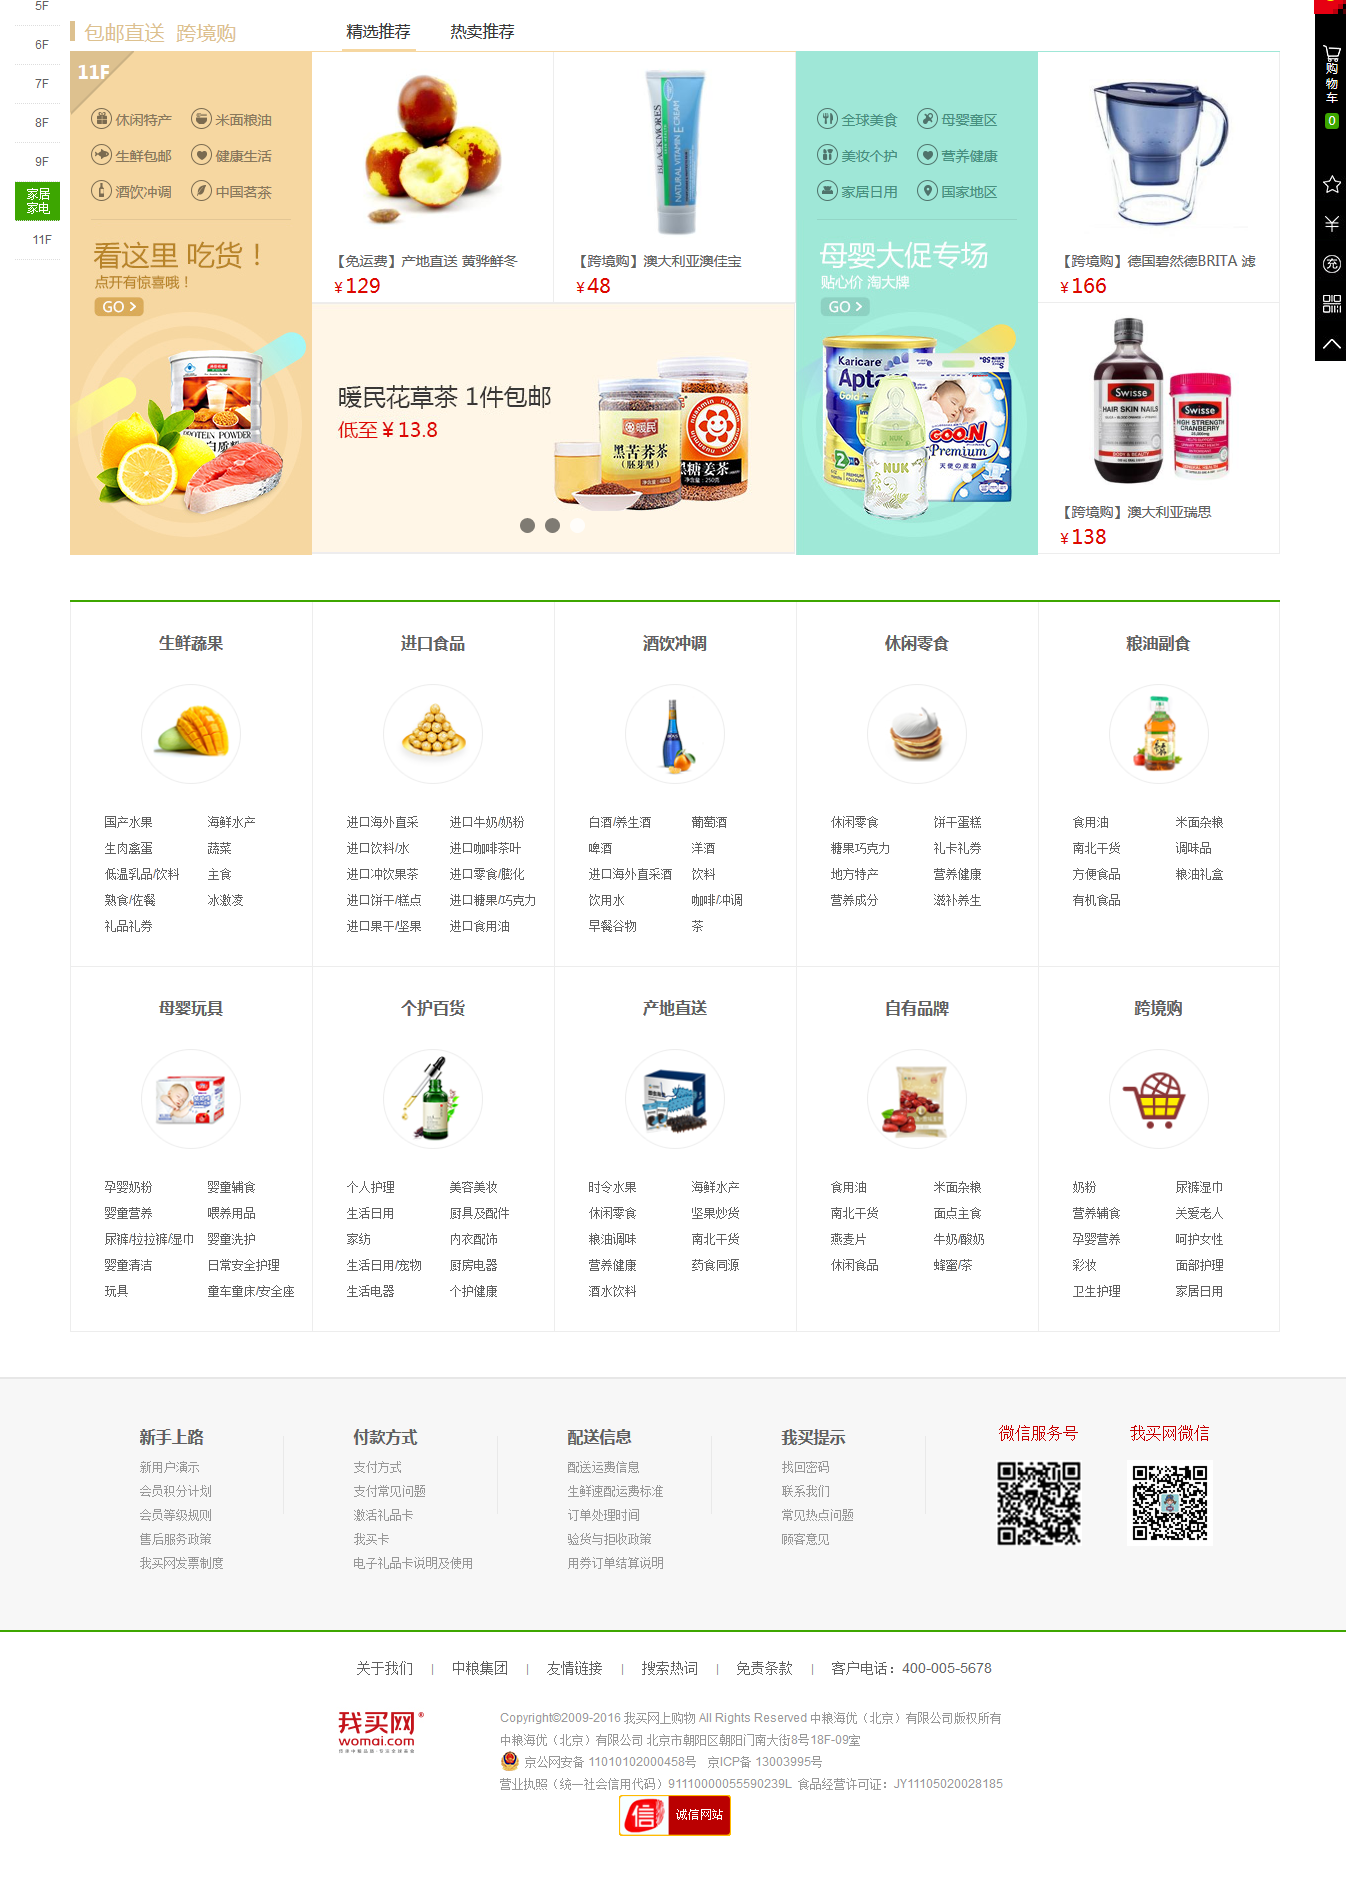 5F
6F
7F
8F
9F
家居
家电
11F
包邮直送 跨境购
精选推荐
热卖推荐
11F
休闲特产
米面粮油
生鲜包邮
健康生活
酒饮冲调
中国茗茶
看这里 吃货！
点开有惊喜哦！
GO >
【免运费】产地直送 黄骅鲜冬
¥129
BLACKMORES
NATURAL VITAMIN E CREAM
【跨境购】澳大利亚澳佳宝
¥48
暖民花草茶 1件包邮
低至 ¥ 13.8
暖民
黑苦荞茶
（胚芽型）
黑糖姜茶
PROTEIN POWDER
蛋白质粉
全球美食
母婴童区
美妆个护
营养健康
家居日用
国家地区
母婴大促专场
贴心价 淘大牌
GO >
Karicare
Gold
2
NUK
GOO.N
Premium
天使の産着
【跨境购】德国碧然德BRITA 滤
¥166
Swisse
HAIR SKIN NAILS
Swisse
HIGH STRENGTH
CRANBERRY
【跨境购】澳大利亚瑞思
¥138
购
物
车
0
充
生鲜蔬果
国产水果
海鲜水产
生肉禽蛋
蔬菜
低温乳品/饮料
主食
熟食/佐餐
冰激凌
礼品礼券
进口食品
进口海外直采
进口牛奶/奶粉
进口饮料/水
进口咖啡茶叶
进口冲饮果茶
进口零食/膨化
进口饼干/糕点
进口糖果/巧克力
进口果干/坚果
进口食用油
酒饮冲调
白酒/养生酒
葡萄酒
啤酒
洋酒
进口海外直采酒
饮料
饮用水
咖啡/冲调
早餐谷物
茶
休闲零食
休闲零食
饼干蛋糕
糖果巧克力
礼卡礼券
地方特产
营养健康
营养成分
滋补养生
粮油副食
食用油
米面杂粮
南北干货
调味品
方便食品
粮油礼盒
有机食品
母婴玩具
孕婴奶粉
婴童辅食
婴童营养
喂养用品
尿裤/拉拉裤/湿巾
婴童洗护
婴童清洁
日常安全护理
玩具
童车童床/安全座
个护百货
个人护理
美容美妆
生活日用
厨具及配件
家纺
内衣配饰
生活日用/宠物
厨房电器
生活电器
个护健康
产地直送
时令水果
海鲜水产
休闲零食
坚果炒货
粮油调味
南北干货
营养健康
药食同源
酒水饮料
自有品牌
食用油
米面杂粮
南北干货
面点主食
燕麦片
牛奶/酸奶
休闲食品
蜂蜜/茶
跨境购
奶粉
尿裤湿巾
营养辅食
关爱老人
孕婴营养
呵护女性
彩妆
面部护理
卫生护理
家居日用
新手上路
新用户演示
会员积分计划
会员等级规则
售后服务政策
我买网发票制度
付款方式
支付方式
支付常见问题
激活礼品卡
我买卡
电子礼品卡说明及使用
配送信息
配送运费信息
生鲜速配运费标准
订单处理时间
验货与拒收政策
用券订单结算说明
我买提示
找回密码
联系我们
常见热点问题
顾客意见
微信服务号
我买网微信
关于我们 | 中粮集团 | 友情链接 | 搜索热词 | 免责条款 | 客户电话：400-005-5678
我买网®
womai.com
Copyright©2009-2016 我买网上购物 All Rights Reserved 中粮海优（北京）有限公司版权所有
中粮海优（北京）有限公司 北京市朝阳区朝阳门南大街8号18F-09室
京公网安备 11010102000458号 京ICP备 13003995号
营业执照（统一社会信用代码）91110000055590239L 食品经营许可证：JY11105020028185
信 诚信网站